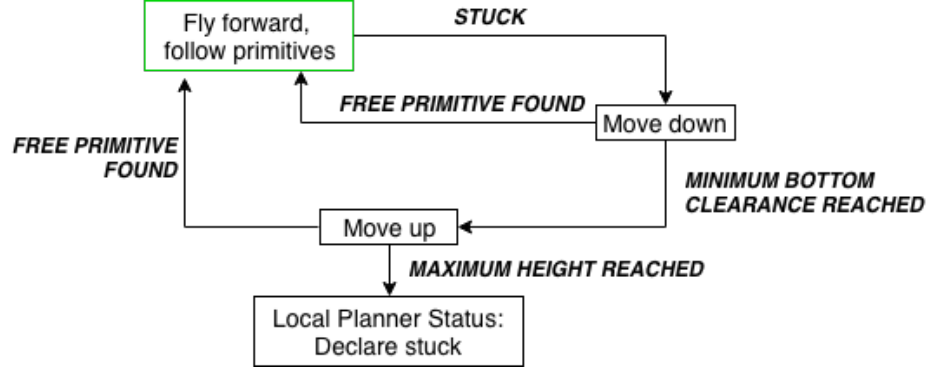 Fly forward,
follow primitives
STUCK
FREE PRIMITIVE FOUND
Move down
FREE PRIMITIVE
FOUND
MINIMUM BOTTOM
CLEARANCE REACHED
Move up
MAXIMUM HEIGHT REACHED
Local Planner Status:
Declare stuck